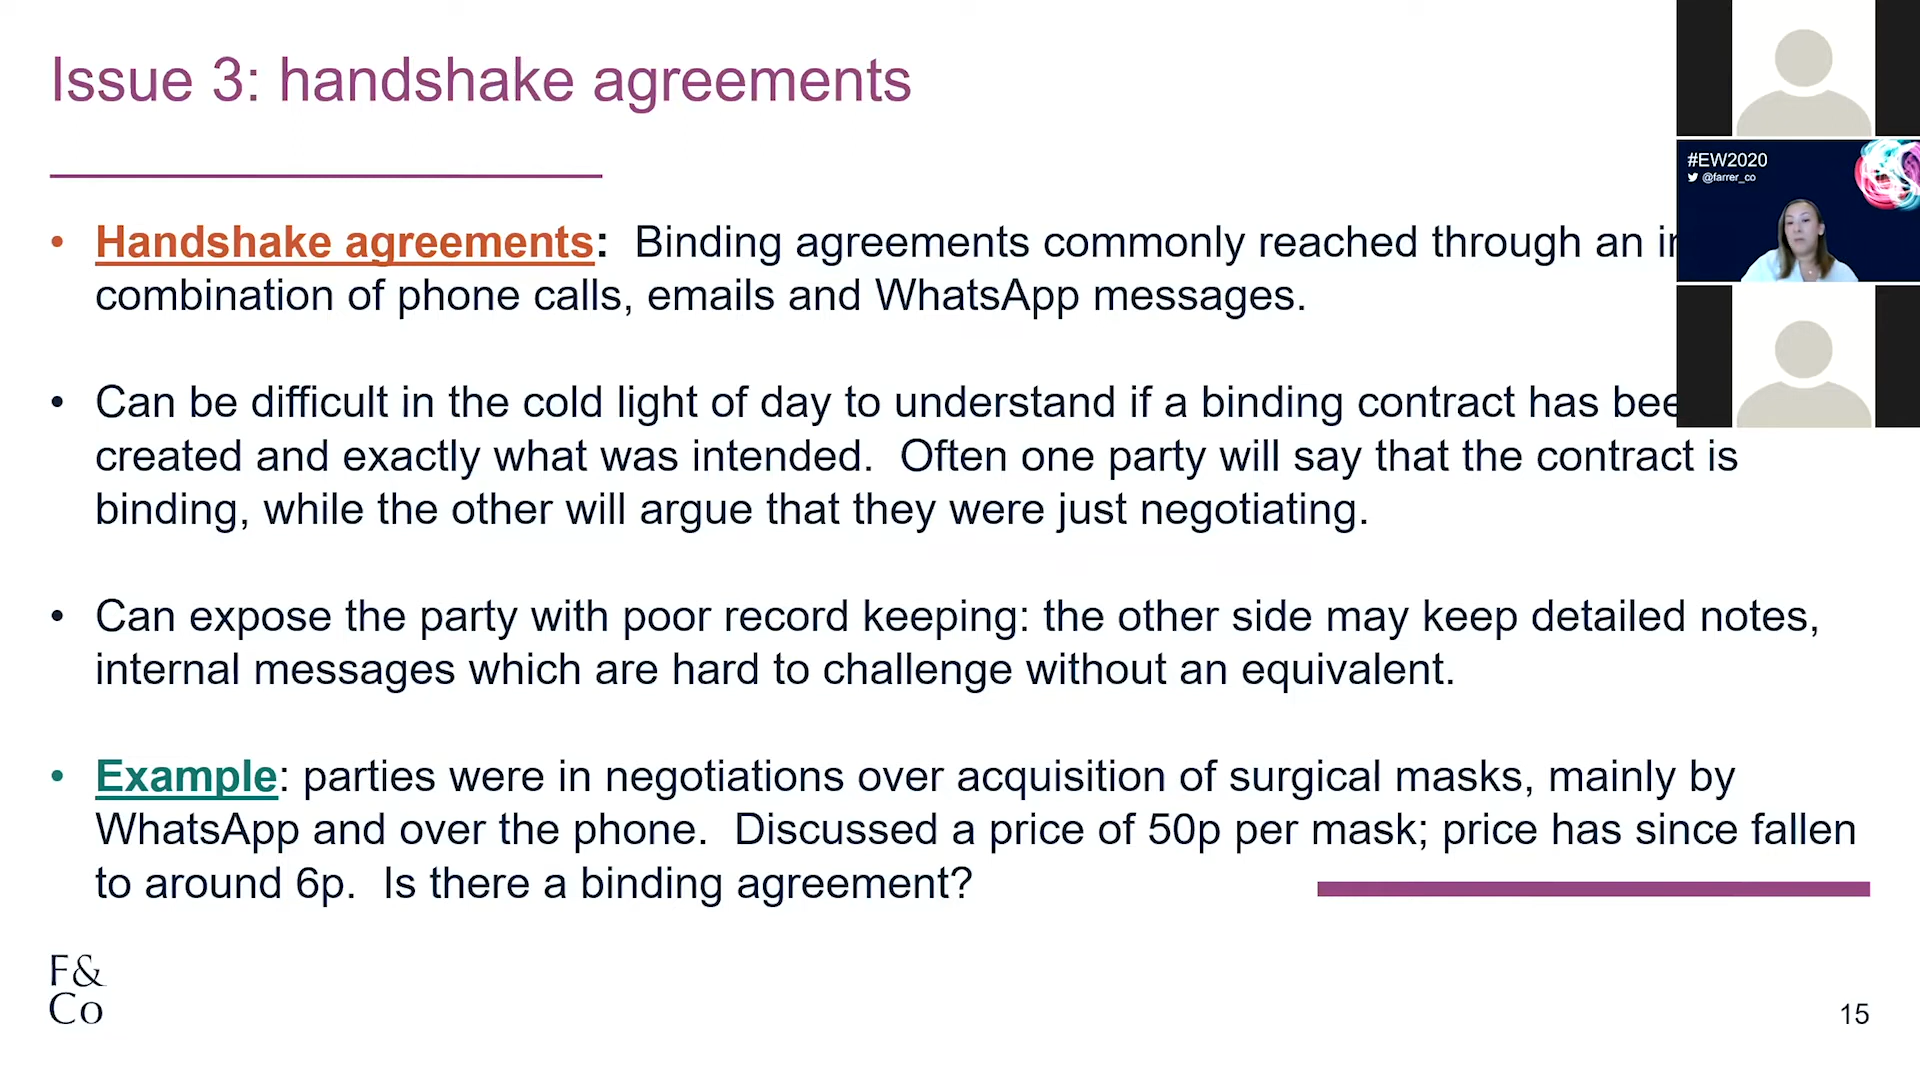 Issue 3: handshake agreements
#EW2020
@farrer_co
• Handshake agreements: Binding agreements commonly reached through an
combination of phone calls, emails and WhatsApp messages.
• Can be difficult in the cold light of day to understand if a binding contract has
created and exactly what was intended. Often one party will say that the contract is
binding, while the other will argue that they were just negotiating.
• Can expose the party with poor record keeping: the other side may keep detailed notes,
internal messages which are hard to challenge without an equivalent.
• Example: parties were in negotiations over acquisition of surgical masks, mainly by
WhatsApp and over the phone. Discussed a price of 50p per mask; price has since fallen
to around 6p. Is there a binding agreement?
F&
Co
15